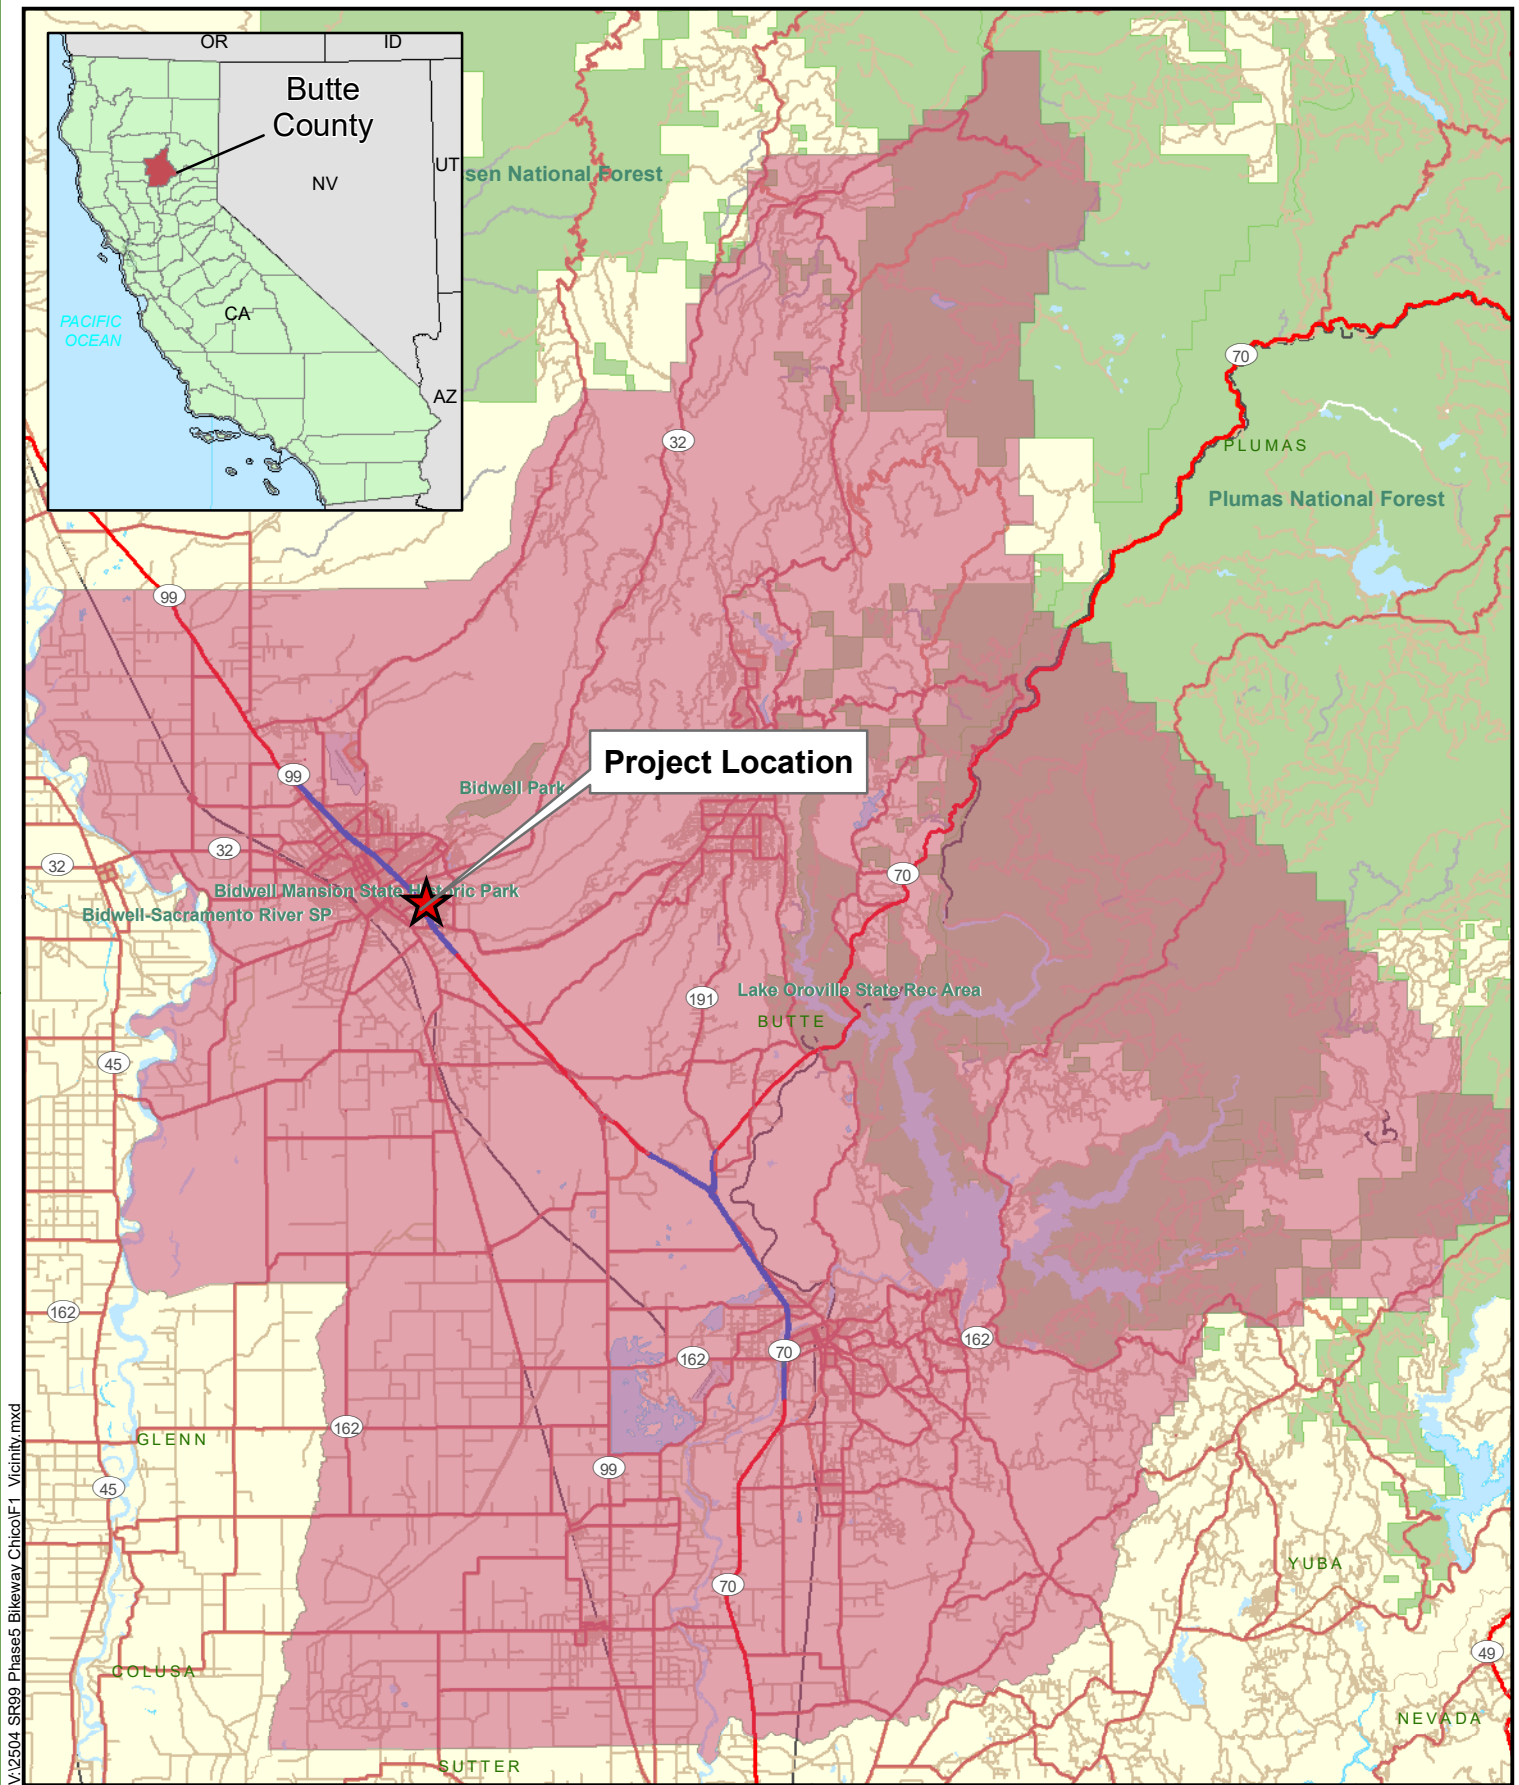 OR
ID
Butte
County
NV
UT
CA
PACIFIC
OCEAN
AZ
sen National Forest
32
70
PLUMAS
Plumas National Forest
99
Project Location
99
Bidwell Park
32
32
70
Bidwell Mansion State Historic Park
Bidwell-Sacramento River SP
191
Lake Oroville State Rec Area
BUTTE
45
162
162
70
162
162
GLENN
99
45
70
YUBA
49
COLUSA
NEVADA
SUTTER
V:\2504 SR99 Phase5 Bikeway Chico\F1 Vicinity.mxd